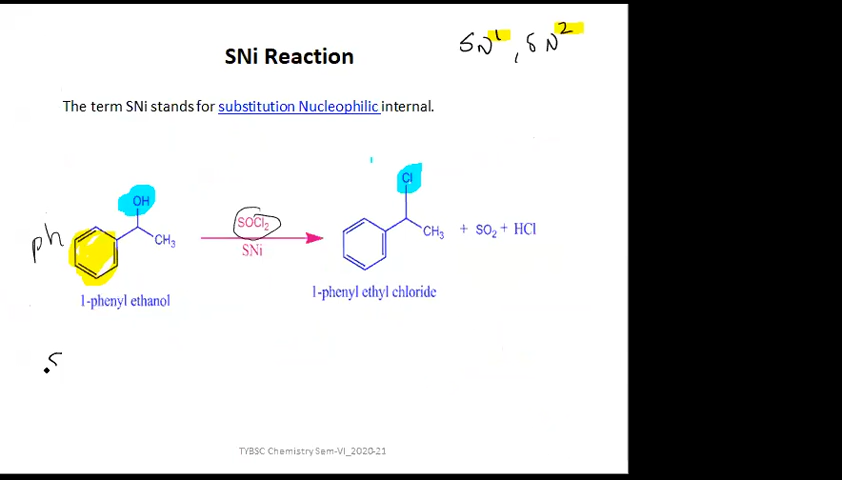 SNi Reaction
SN1, SN2
The term SNi stands for substitution Nucleophilic internal.
OH
CH3
ph
SOCl2
SNi
Cl
CH3
+ SO2 + HCl
1-phenyl ethanol
1-phenyl ethyl chloride
S
TYBSC Chemistry Sem-VI_2020-21